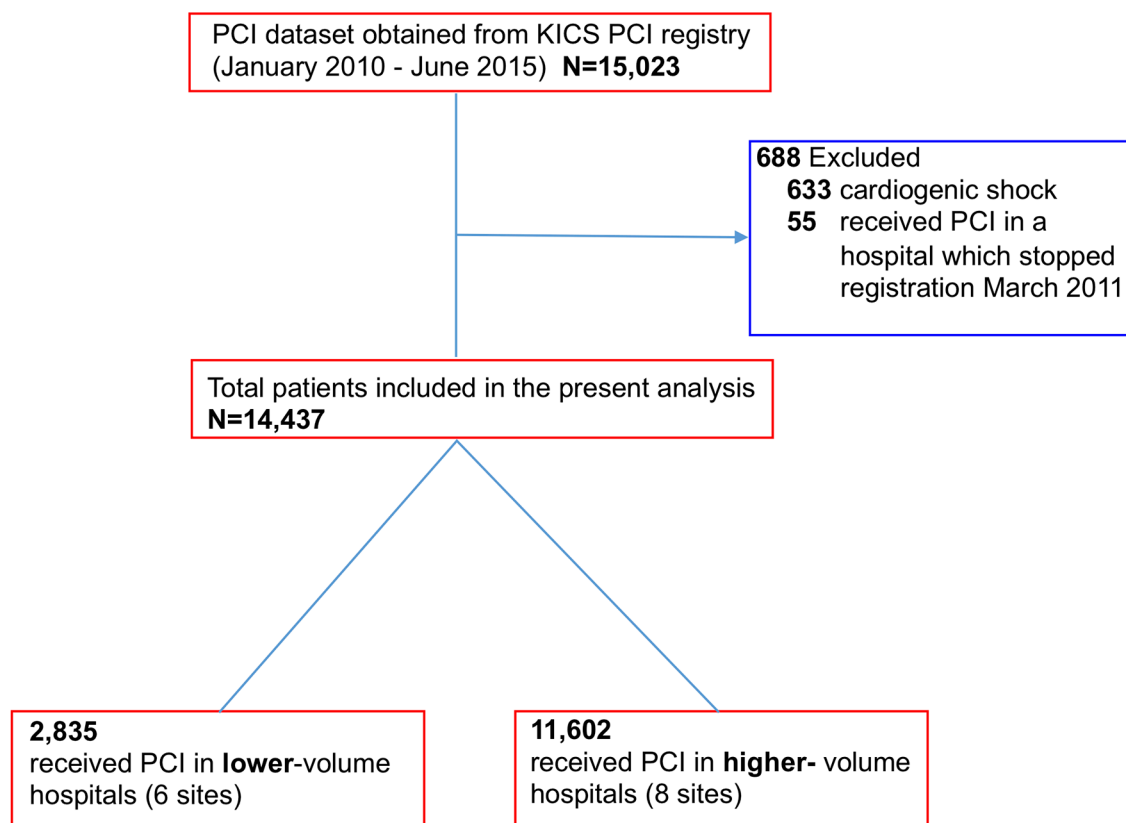 PCI dataset obtained from KICS PCI registry
(January 2010 - June 2015) N=15,023
688 Excluded
633 cardiogenic shock
55 received PCI in a
hospital which stopped
registration March 2011
Total patients included in the present analysis
N=14,437
2,835
received PCI in lower-volume
hospitals (6 sites)
11,602
received PCI in higher- volume
hospitals (8 sites)